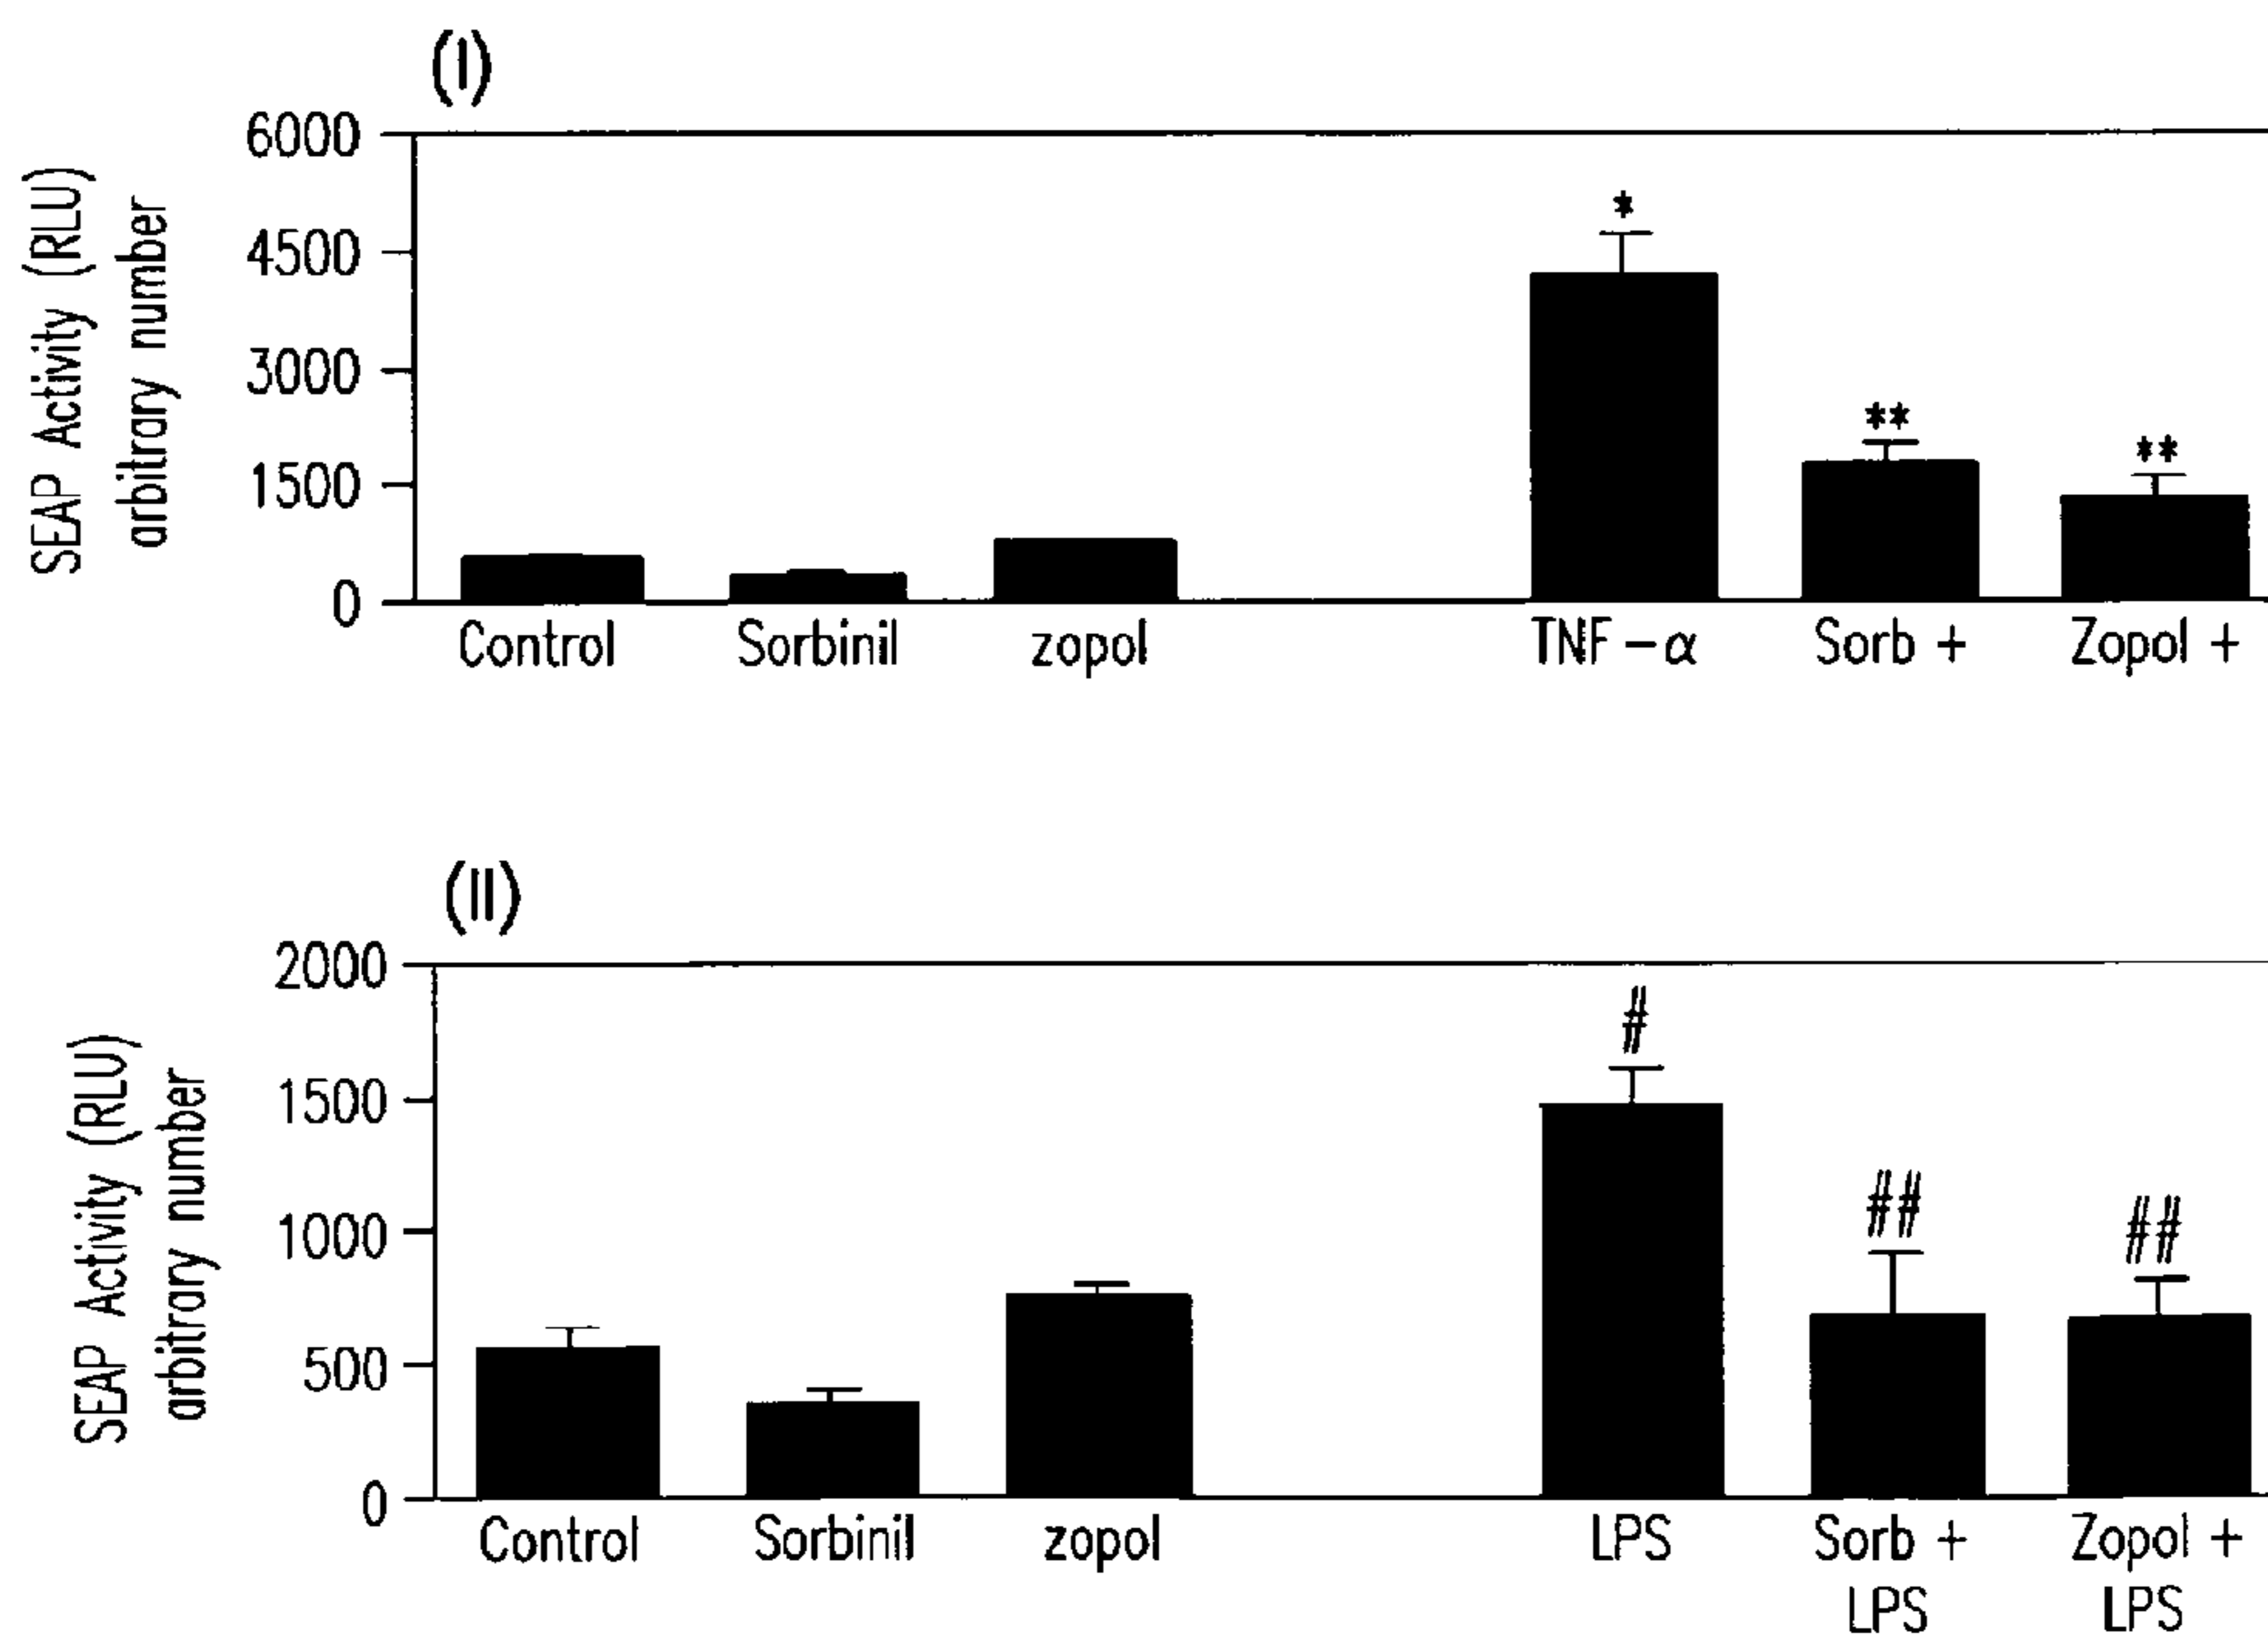 (I)
SEAP Activity (RLU)
arbitrary number
6000
4500
3000
1500
0
*
**
**
Control Sorbinil zopol TNF-α Sorb + Zopol +
(II)
SEAP Activity (RLU)
arbitrary number
2000
1500
1000
500
0
#
##
##
Control Sorbinil zopol LPS Sorb + Zopol +
LPS LPS